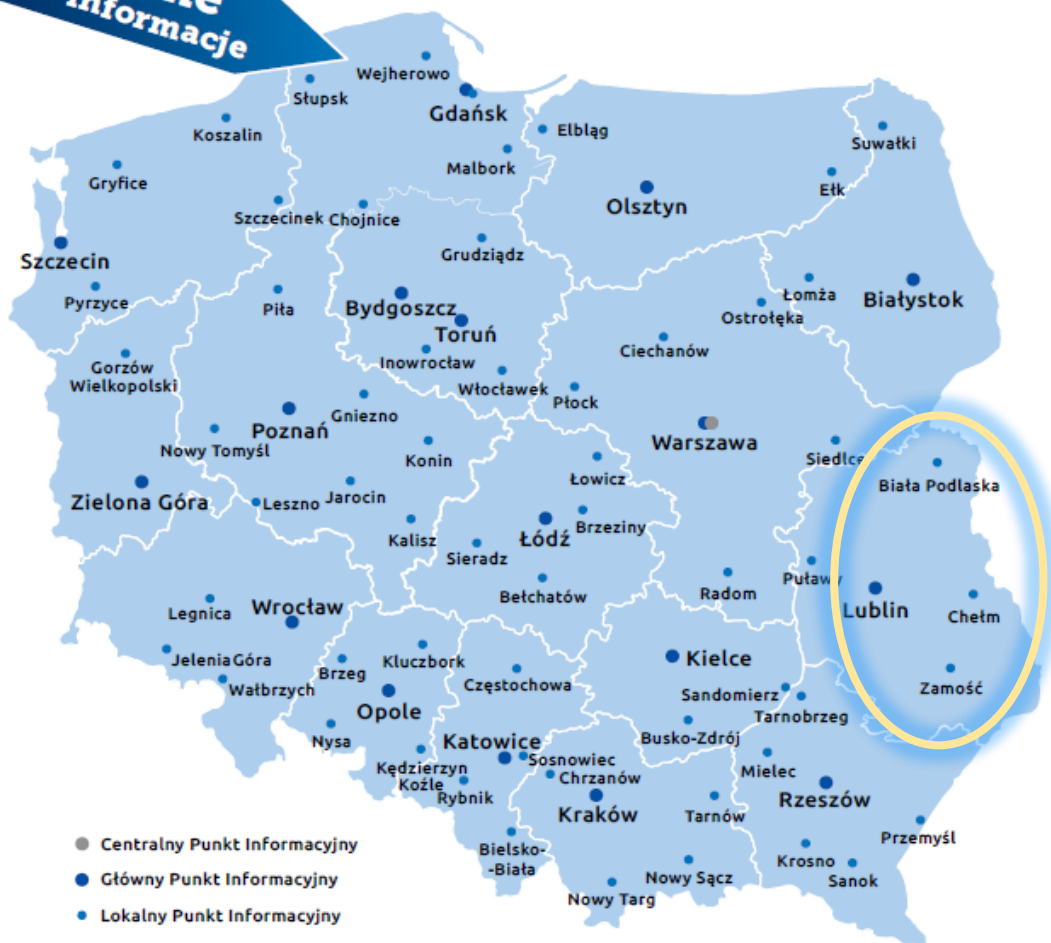 informacje
Wejherowo
Słupsk
Gdańsk
Koszalin
Elbląg
Suwałki
Malbork
Gryfice
Ełk
Olsztyn
Szczecinek
Chojnice
Grudziądz
Szczecin
Pyrzyce
Piła
Bydgoszcz
Łomża
Białystok
Ostrołęka
Toruń
Ciechanów
Inowrocław
Gorzów
Wielkopolski
Włocławek
Płock
Gniezno
Poznań
Warszawa
Nowy Tomyśl
Konin
Siedlce
Łowicz
Biała Podlaska
Zielona Góra
Leszno
Jarocin
Brzeziny
Kalisz
Łódź
Sieradz
Puławy
Bełchatów
Radom
Lublin
Chełm
Legnica
Wrocław
Jelenia Góra
Kluczbork
Kielce
Brzeg
Częstochowa
Wałbrzych
Sandomierz
Zamość
Opole
Tarnobrzeg
Nysa
Katowice
Busko-Zdrój
Sosnowiec
Kędzierzyn
Koźle
Chrzanów
Mielec
Rybnik
Kraków
Tarnów
Rzeszów
Przemyśl
Bielsko-
-Biała
Krosno
Nowy Sącz
Sanok
Nowy Targ
Centralny Punkt Informacyjny
Główny Punkt Informacyjny
Lokalny Punkt Informacyjny